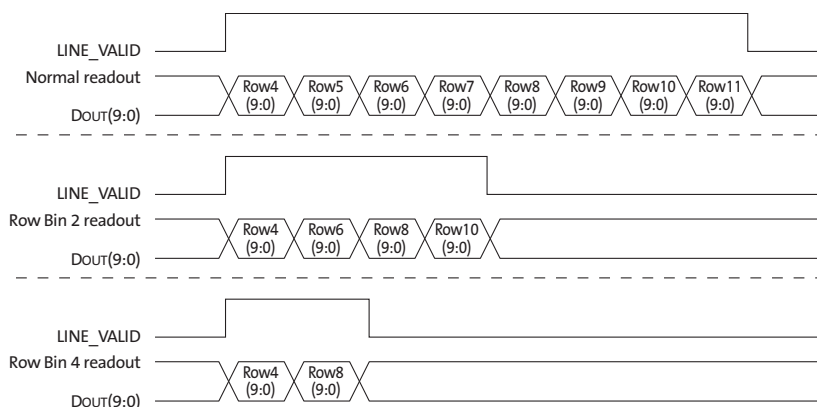 LINE_VALID
Normal readout
Row4 Row5 Row6 Row7 Row8 Row9 Row10 Row11
(9:0) (9:0) (9:0) (9:0) (9:0) (9:0) (9:0) (9:0)
DOUT(9:0)
LINE_VALID
Row Bin 2 readout
Row4 Row6 Row8 Row10
(9:0) (9:0) (9:0) (9:0)
DOUT(9:0)
LINE_VALID
Row Bin 4 readout
Row4 Row8
(9:0) (9:0)
DOUT(9:0)